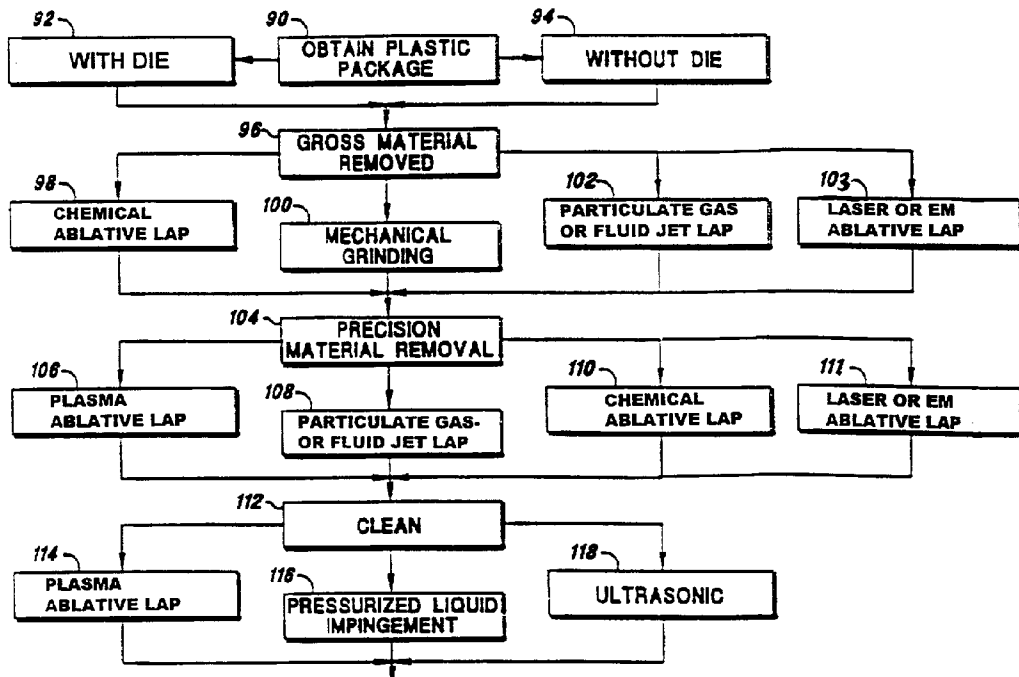 92
90
94
WITH DIE
OBTAIN PLASTIC
PACKAGE
WITHOUT DIE
96
GROSS MATERIAL
REMOVED
98
CHEMICAL
ABLATIVE LAP
100
MECHANICAL
GRINDING
102
PARTICULATE GAS
OR FLUID JET LAP
103
LASER OR EM
ABLATIVE LAP
104
PRECISION
MATERIAL REMOVAL
106
PLASMA
ABLATIVE LAP
108
PARTICULATE GAS-
OR FLUID JET LAP
110
CHEMICAL
ABLATIVE LAP
111
LASER OR EM
ABLATIVE LAP
112
CLEAN
114
PLASMA
ABLATIVE LAP
116
PRESSURIZED LIQUID
IMPINGEMENT
118
ULTRASONIC